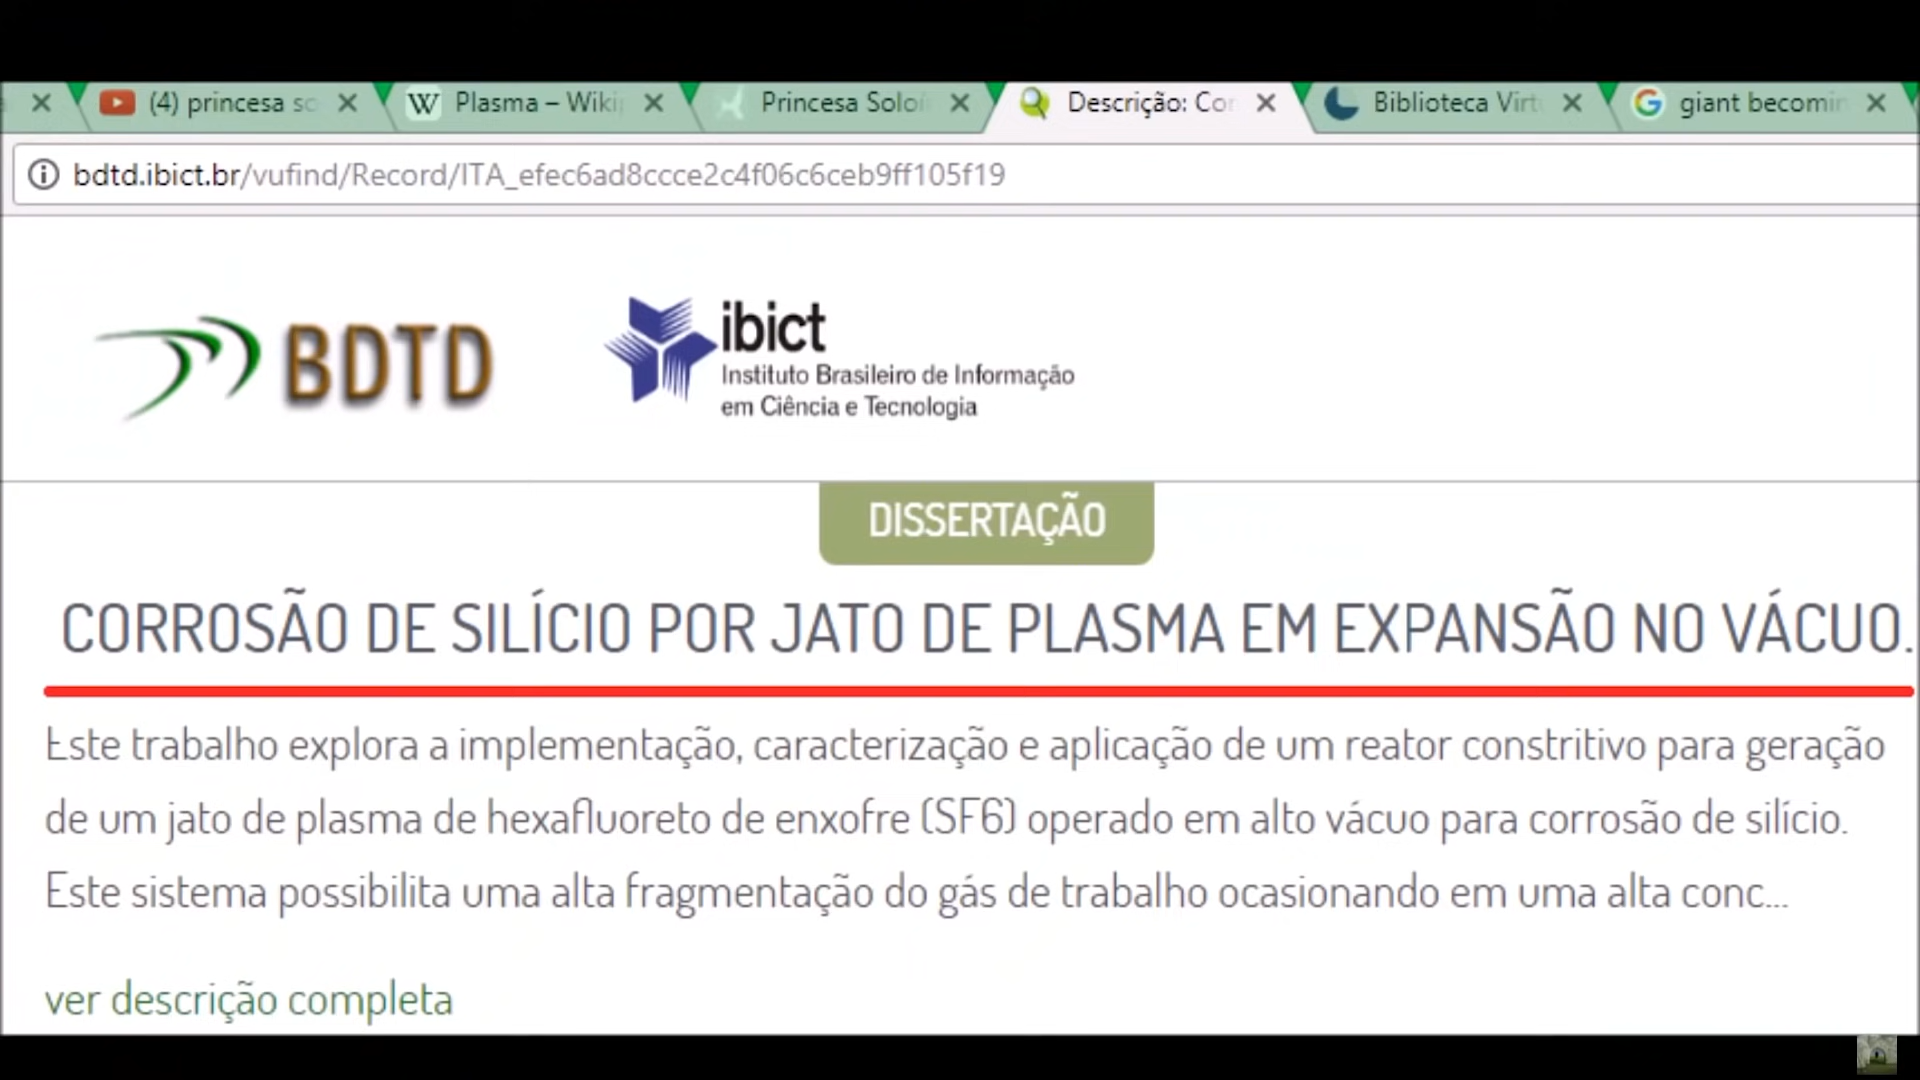 (4) princesa so
Plasma – Wiki
Princesa Solo
Descrição: Cor
Biblioteca Virt
giant becomin
bdtd.ibict.br/vufind/Record/ITA_efec6ad8ccce2c4f06c6ceb9ff105f19
BDTD
ibict
Instituto Brasileiro de Informação
em Ciência e Tecnologia
DISSERTAÇÃO
CORROSÃO DE SILÍCIO POR JATO DE PLASMA EM EXPANSÃO NO VÁCUO.
Este trabalho explora a implementação, caracterização e aplicação de um reator constritivo para geração
de um jato de plasma de hexafluoreto de enxofre (SF6) operado em alto vácuo para corrosão de silício.
Este sistema possibilita uma alta fragmentação do gás de trabalho ocasionando em uma alta conc...
ver descrição completa